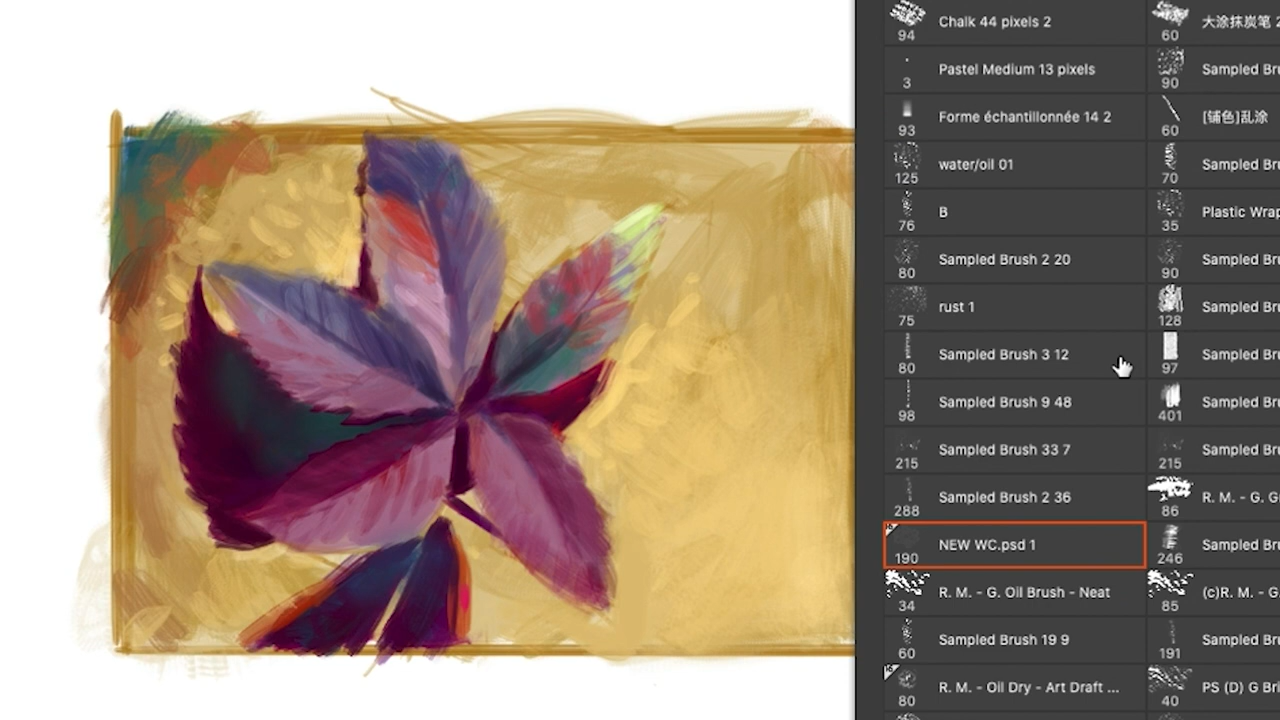 Chalk 44 pixels 2
94
大涂抹炭笔 2
60
Pastel Medium 13 pixels
3
Sampled Bru
90
Forme échantillonnée 14 2
93
[铺色]乱涂
60
water/oil 01
125
Sampled Bru
70
B
76
Plastic Wrap
35
Sampled Brush 2 20
80
Sampled Bru
90
rust 1
75
Sampled Bru
128
Sampled Brush 3 12
80
Sampled Bru
97
Sampled Brush 9 48
98
Sampled Bru
401
Sampled Brush 33 7
215
Sampled Bru
215
Sampled Brush 2 36
288
R. M. - G. G
86
NEW WC.psd 1
190
Sampled Bru
246
R. M. - G. Oil Brush - Neat
34
(c)R. M. - G
85
Sampled Brush 19 9
60
Sampled Bru
191
R. M. - Oil Dry - Art Draft ...
80
PS (D) G Bri
40